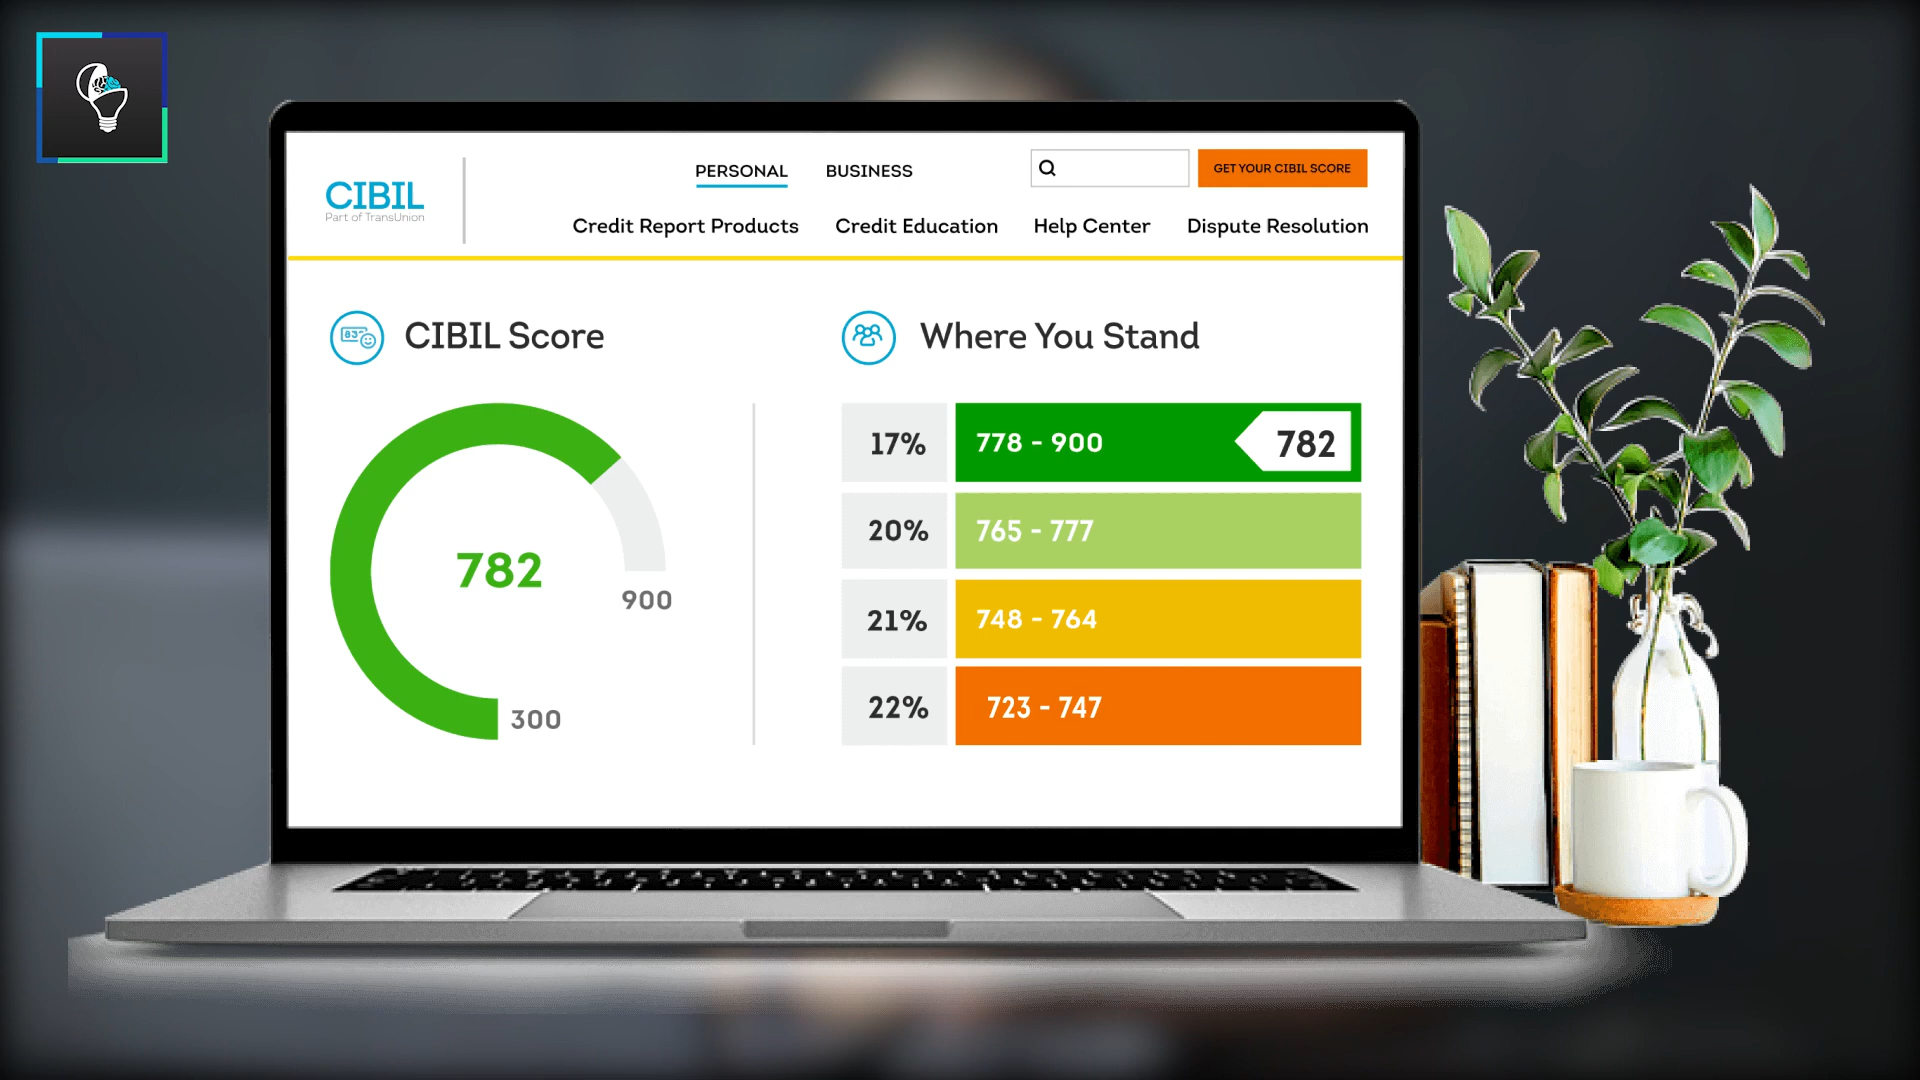 PERSONAL BUSINESS
GET YOUR CIBIL SCORE
CIBIL
Part of TransUnion
Credit Report Products Credit Education Help Center Dispute Resolution
CIBIL Score
Where You Stand
782
900
300
17% 778 - 900 782
20% 765 - 777
21% 748 - 764
22% 723 - 747